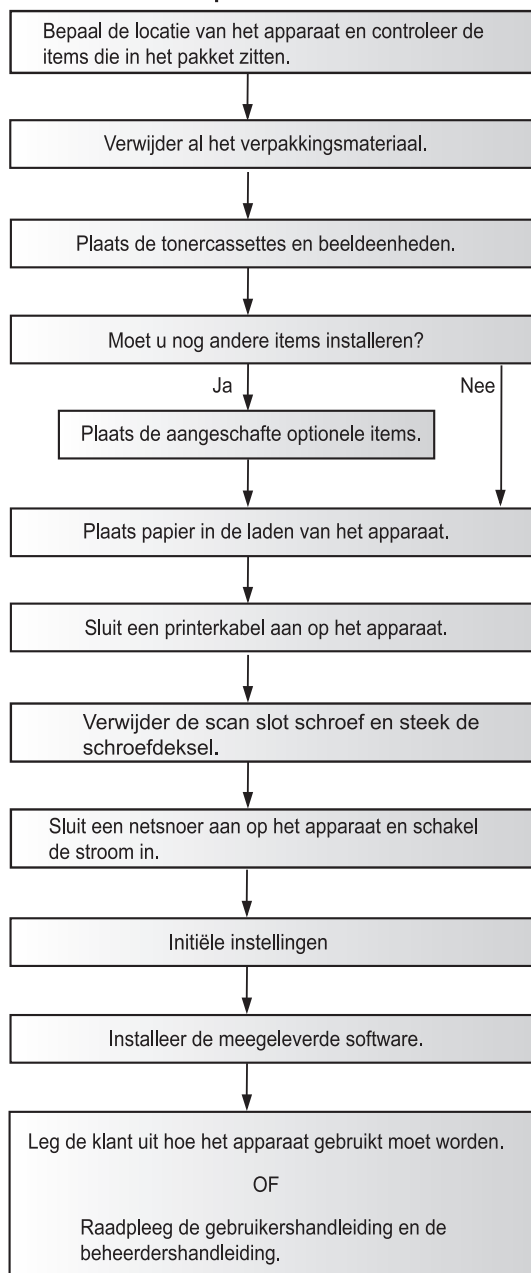 Bepaal de locatie van het apparaat en controleer de
items die in het pakket zitten.
Verwijder al het verpakkingsmateriaal.
Plaats de tonercassettes en beeldeenheden.
Moet u nog andere items installeren?
Ja
Nee
Plaats de aangeschafte optionele items.
Plaats papier in de laden van het apparaat.
Sluit een printerkabel aan op het apparaat.
Verwijder de scan slot schroef en steek de
schroefdeksel.
Sluit een netsnoer aan op het apparaat en schakel
de stroom in.
Initiële instellingen
Installeer de meegeleverde software.
Leg de klant uit hoe het apparaat gebruikt moet worden.
OF
Raadpleeg de gebruikershandleiding en de
beheerdershandleiding.